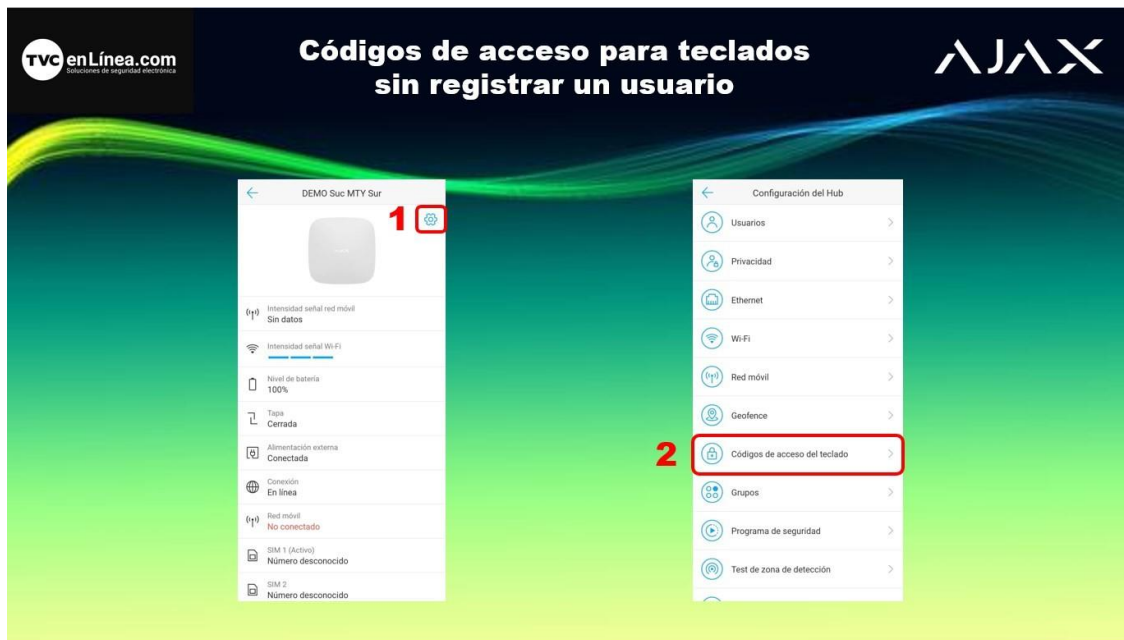 TVC enLínea.com
Soluciones de seguridad electrónica
Códigos de acceso para teclados
sin registrar un usuario
AJAX
DEMO Suc MTY Sur
1
Intensidad señal red móvil
Sin datos
Intensidad señal Wi-Fi
Nivel de batería
100%
Tapa
Cerrada
Alimentación externa
Conectada
Conexión
En línea
Red móvil
No conectado
SIM 1 (Activo)
Número desconocido
SIM 2
Número desconocido
Configuración del Hub
Usuarios
Privacidad
Ethernet
Wi-Fi
Red móvil
Geofence
2
Códigos de acceso del teclado
Grupos
Programa de seguridad
Test de zona de detección